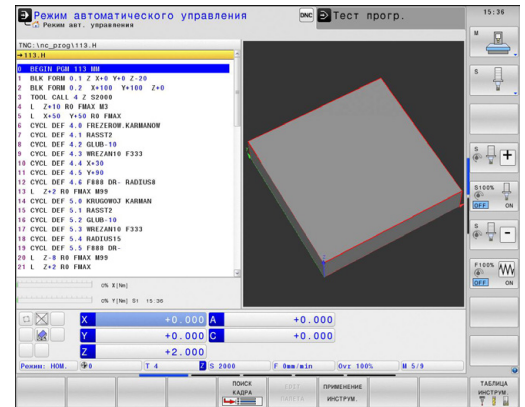 Режим автоматического управления
Режим авт. управления
DNC
Тест прогр.
15:36
TNC:\nc_prog\113.H
→113.H
0 BEGIN PGM 113 MM
1 BLK FORM 0.1 Z X+0 Y+0 Z-20
2 BLK FORM 0.2 X+100 Y+100 Z+0
3 TOOL CALL 4 Z S2000
4 L Z+10 R0 FMAX M3
5 L X+50 Y+50 R0 FMAX
6 CYCL DEF 4.0 FREZEROW.KARMANOW
7 CYCL DEF 4.1 RASST2
8 CYCL DEF 4.2 GLUB-10
9 CYCL DEF 4.3 WREZAN10 F333
10 CYCL DEF 4.4 X+30
11 CYCL DEF 4.5 Y+90
12 CYCL DEF 4.6 F888 DR- RADIUS8
13 L Z+2 R0 FMAX M99
14 CYCL DEF 5.0 KRUGOWOJ KARMAN
15 CYCL DEF 5.1 RASST2
16 CYCL DEF 5.2 GLUB-10
17 CYCL DEF 5.3 WREZAN10 F333
18 CYCL DEF 5.4 RADIUS15
19 CYCL DEF 5.5 F888 DR-
20 L Z-8 R0 FMAX M99
21 L Z+2 R0 FMAX
0% X[Nm]
0% Y[Nm] S1 15:36
X +0.000 A +0.000
Y +0.000 C +0.000
Z +2.000
Режим: НОМ. 0 T 4 Z S 2000 F 0mm/min Ovr 100% M 5/9
M
S
S
S100%
OFF ON
S
F100%
OFF ON
ПОИСК
КАДРА
ПРИМЕНЕНИЕ
ИНСТРУМ.
ТАБЛИЦА
ИНСТРУМ.